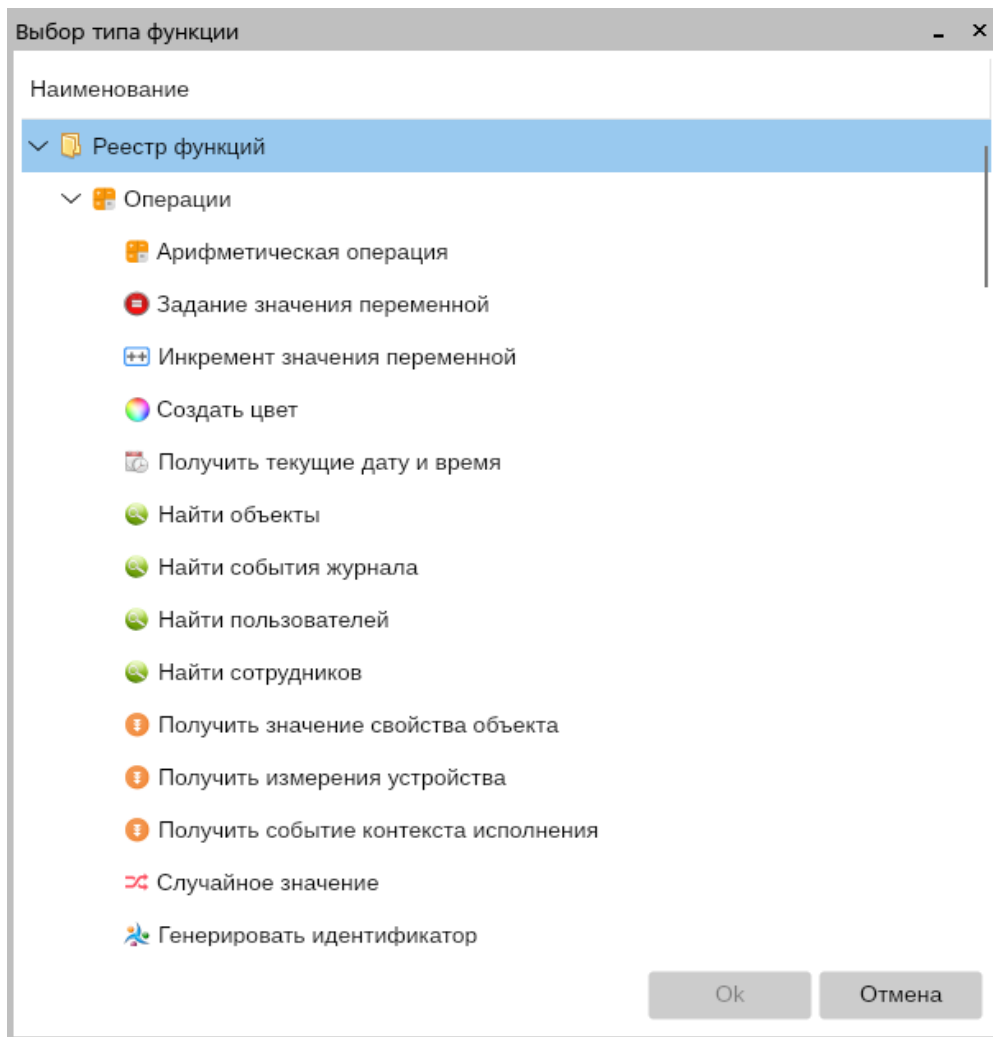 Выбор типа функции
Наименование
Реестр функций
Операции
Арифметическая операция
Задание значения переменной
Инкремент значения переменной
Создать цвет
Получить текущие дату и время
Найти объекты
Найти события журнала
Найти пользователей
Найти сотрудников
Получить значение свойства объекта
Получить измерения устройства
Получить событие контекста исполнения
Случайное значение
Генерировать идентификатор
Ok Отмена